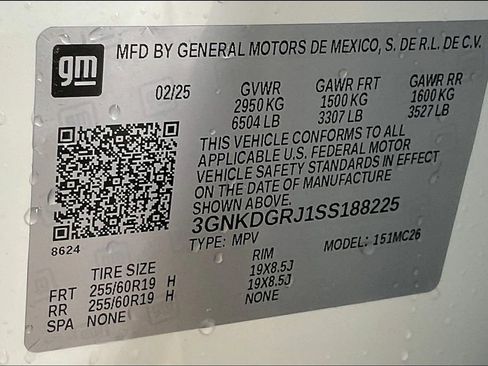 gm
MFD BY GENERAL MOTORS DE MEXICO, S. DE R.L. DE C.V.
02/25 GVWR GAWR FRT GAWR RR
2950 KG 1500 KG 1600 KG
6504 LB 3307 LB 3527 LB
THIS VEHICLE CONFORMS TO ALL
APPLICABLE U.S. FEDERAL MOTOR
VEHICLE SAFETY STANDARDS IN EFFECT
ON THE DATE OF MANUFACTURE
SHOWN ABOVE.
3GNKDGRJ1SS188225
8624 TYPE: MPV MODEL: 151MC26
TIRE SIZE RIM
FRT 255/60R19 H 19X8.5J
RR 255/60R19 H 19X8.5J
SPA NONE NONE